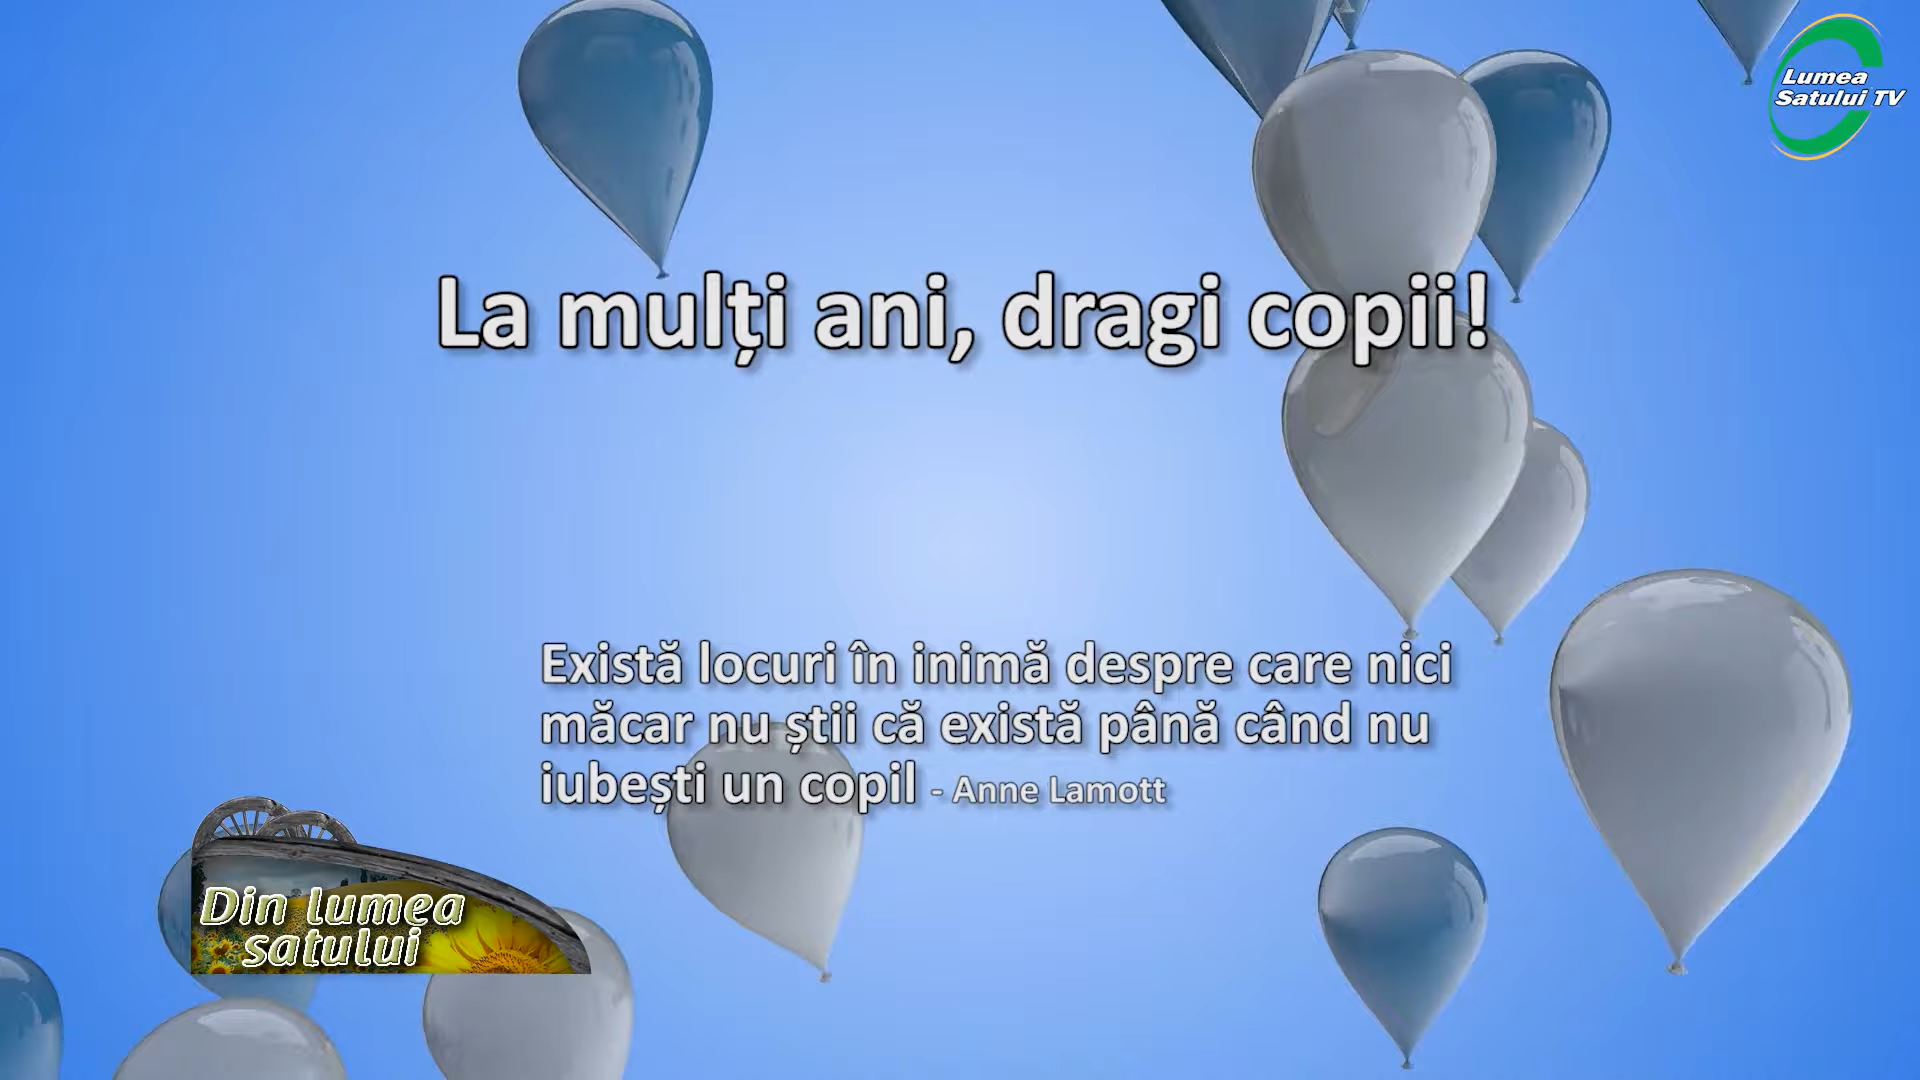 Lumea
Satului TV
La mulți ani, dragi copii!
Există locuri în inimă despre care nici
măcar nu știi că există până când nu
iubești un copil - Anne Lamott
Din lumea
satului